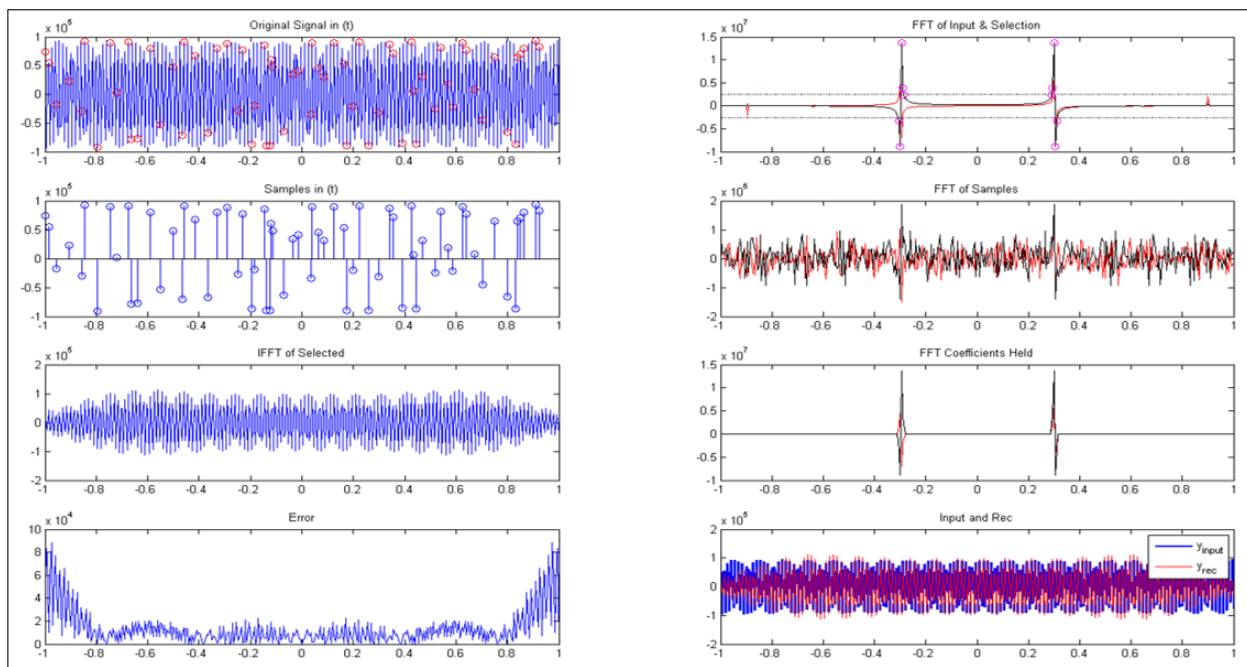 Original Signal in (t)
x 10^5
1
0.5
0
-0.5
-1
-1 -0.8 -0.6 -0.4 -0.2 0 0.2 0.4 0.6 0.8 1
FFT of Input & Selection
x 10^7
1.5
1
0.5
0
-0.5
-1
-1 -0.8 -0.6 -0.4 -0.2 0 0.2 0.4 0.6 0.8 1
Samples in (t)
x 10^5
1
0.5
0
-0.5
-1
-1 -0.8 -0.6 -0.4 -0.2 0 0.2 0.4 0.6 0.8 1
FFT of Samples
x 10^6
2
1
0
-1
-2
-1 -0.8 -0.6 -0.4 -0.2 0 0.2 0.4 0.6 0.8 1
IFFT of Selected
x 10^5
2
1
0
-1
-2
-1 -0.8 -0.6 -0.4 -0.2 0 0.2 0.4 0.6 0.8 1
FFT Coefficients Held
x 10^7
1.5
1
0.5
0
-0.5
-1
-1 -0.8 -0.6 -0.4 -0.2 0 0.2 0.4 0.6 0.8 1
Error
x 10^4
10
8
6
4
2
0
-1 -0.8 -0.6 -0.4 -0.2 0 0.2 0.4 0.6 0.8 1
Input and Rec
x 10^5
2
1
0
-1
-2
y_input
y_rec
-1 -0.8 -0.6 -0.4 -0.2 0 0.2 0.4 0.6 0.8 1